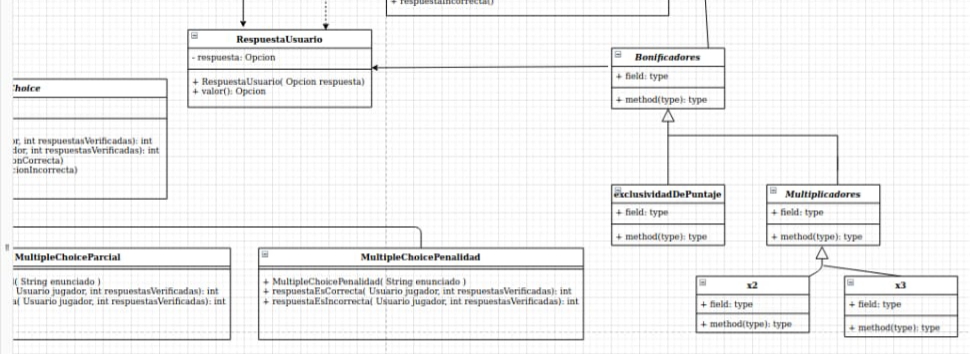 + respuestaIncorrecta()
RespuestaUsuario
- respuesta: Opcion
+ RespuestaUsuario( Opcion respuesta)
+ valor(): Opcion
Bonificadores
+ field: type
+ method(type): type
hoice
r, int respuestasVerificadas): int
dor, int respuestasVerificadas): int
onCorrecta)
cionIncorrecta)
exclusividadDePuntaje
+ field: type
+ method(type): type
Multiplicadores
+ field: type
+ method(type): type
MultipleChoiceParcial
( String enunciado )
Usuario jugador, int respuestasVerificadas): int
a( Usuario jugador, int respuestasVerificadas): int
MultipleChoicePenalidad
+ MultipleChoicePenalidad( String enunciado )
+ respuestaEsCorrecta( Usuario jugador, int respuestasVerificadas): int
+ respuestaEsIncorrecta( Usuario jugador, int respuestasVerificadas): int
x2
+ field: type
+ method(type): type
x3
+ field: type
+ method(type): type